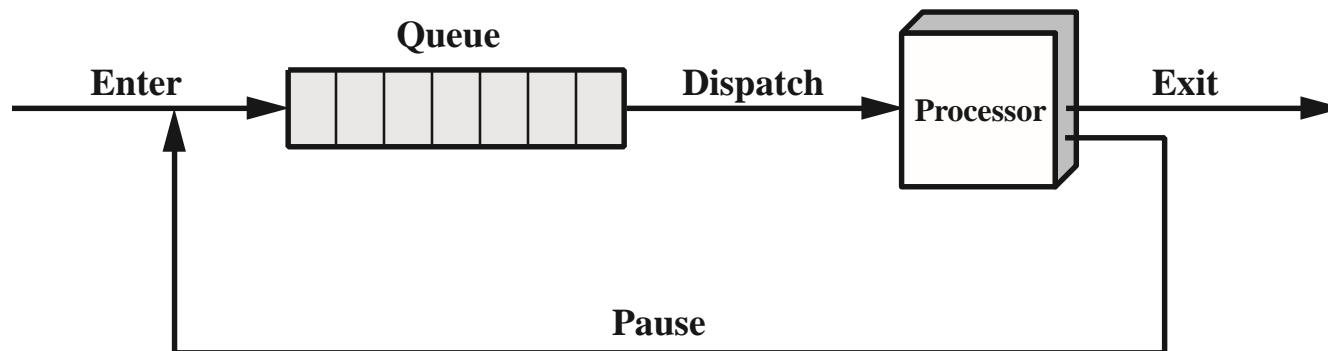 Queue
Enter
Dispatch
Processor
Exit
Pause